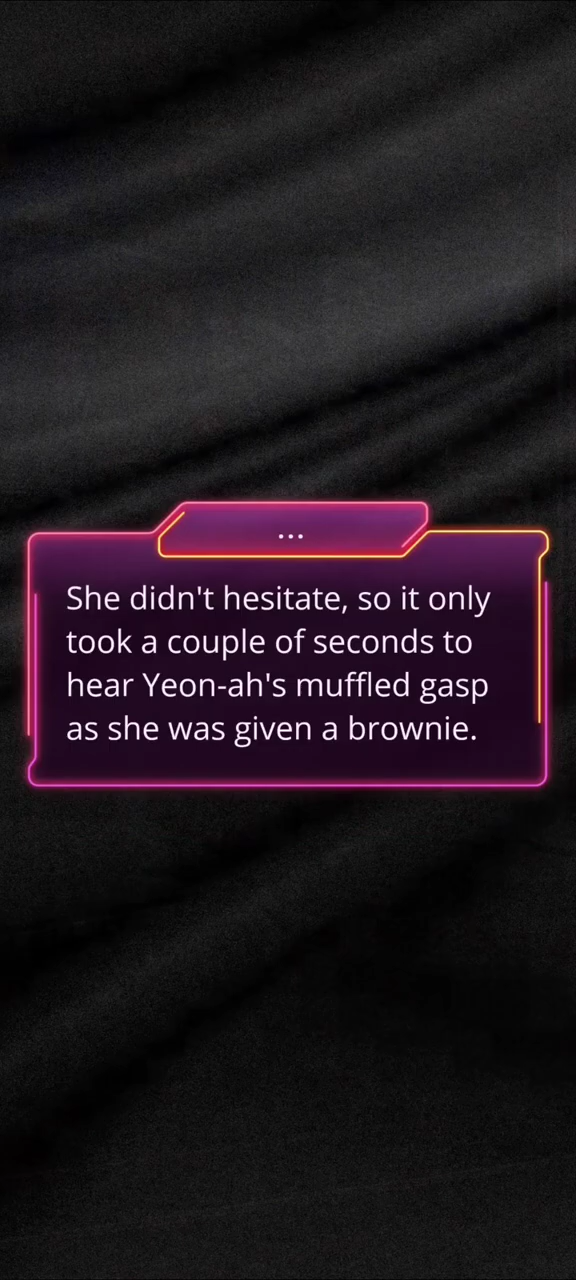 ...
She didn't hesitate, so it only
took a couple of seconds to
hear Yeon-ah's muffled gasp
as she was given a brownie.